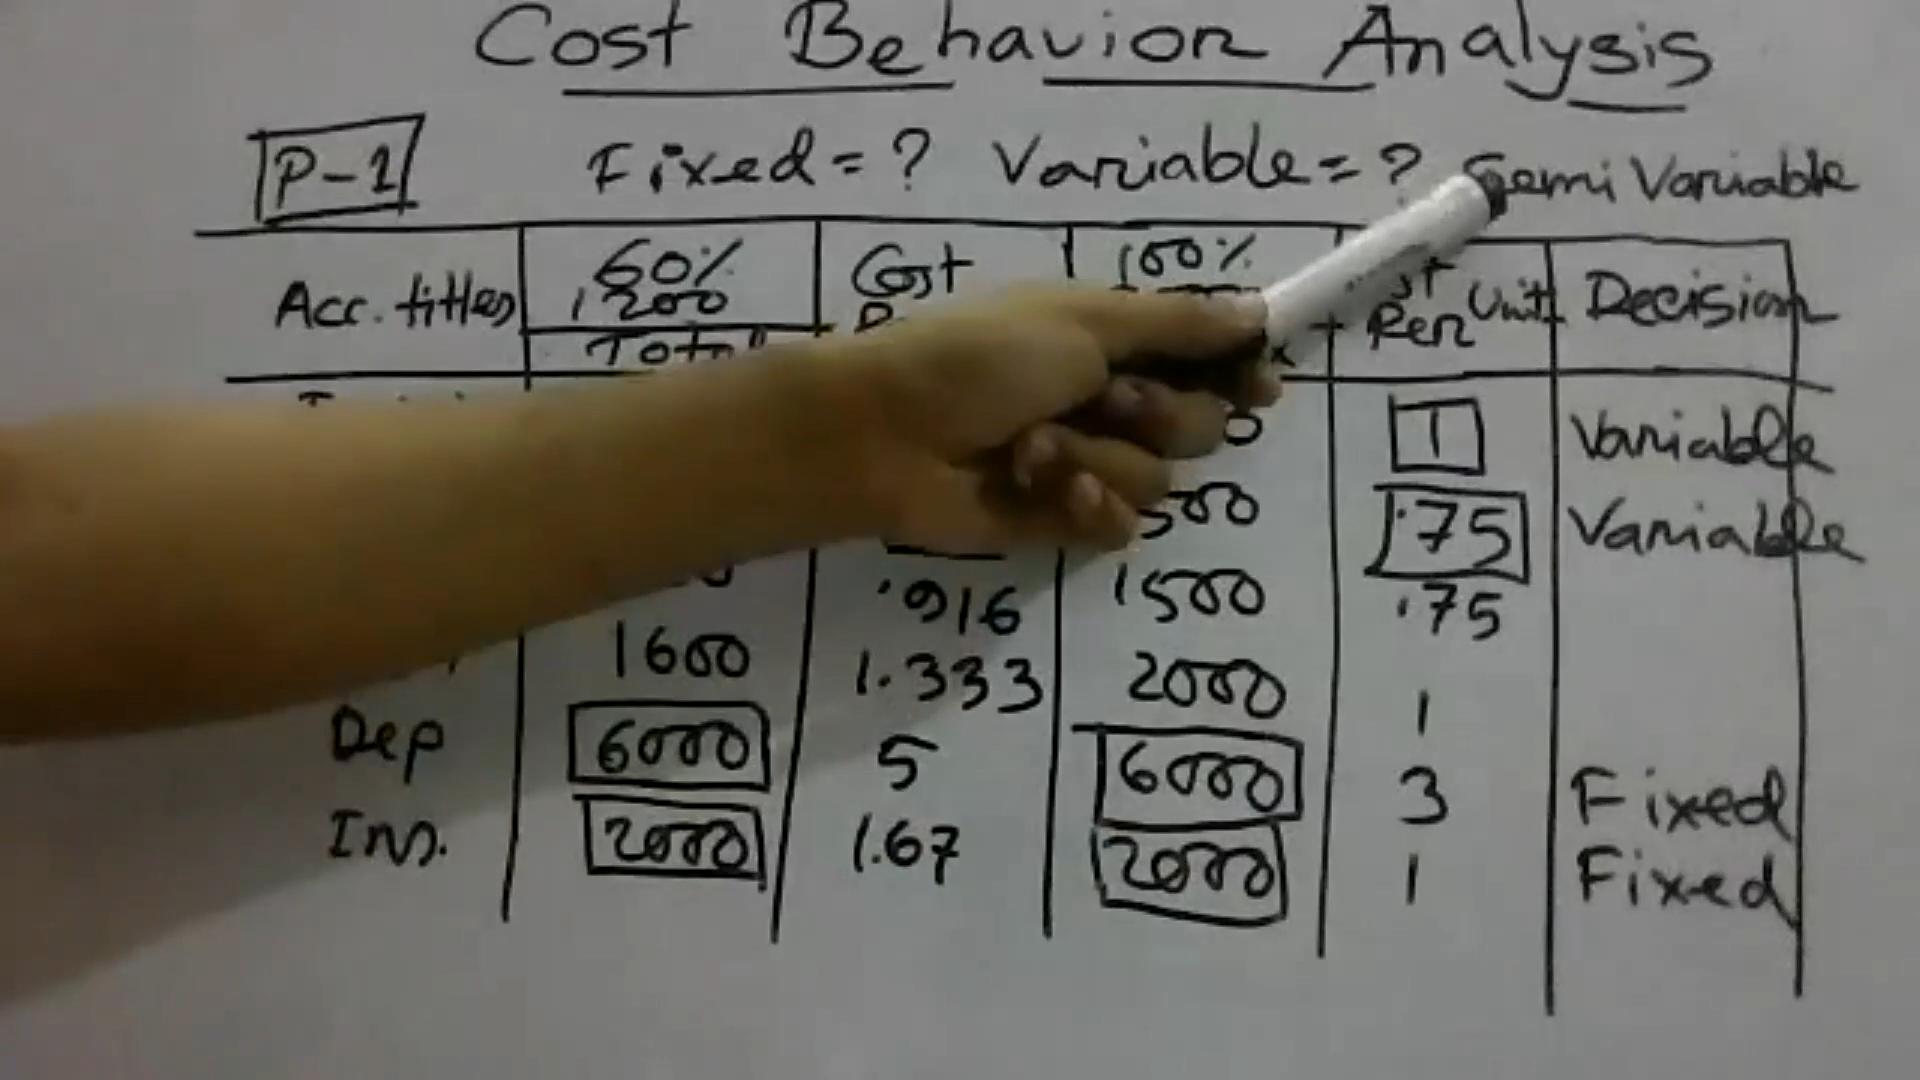 Cost Behavior Analysis
P-1 Fixed = ? Variable = ? Semi Variable
Acc. titles 60% Cost 100% Per Unit Decision
1200
Total
1 Variable
500 .75 Variable
.916 1500 .75
1600 1.333 2000 1
Dep 6000 5 6000 3 Fixed
Ins. 2000 1.67 2000 1 Fixed